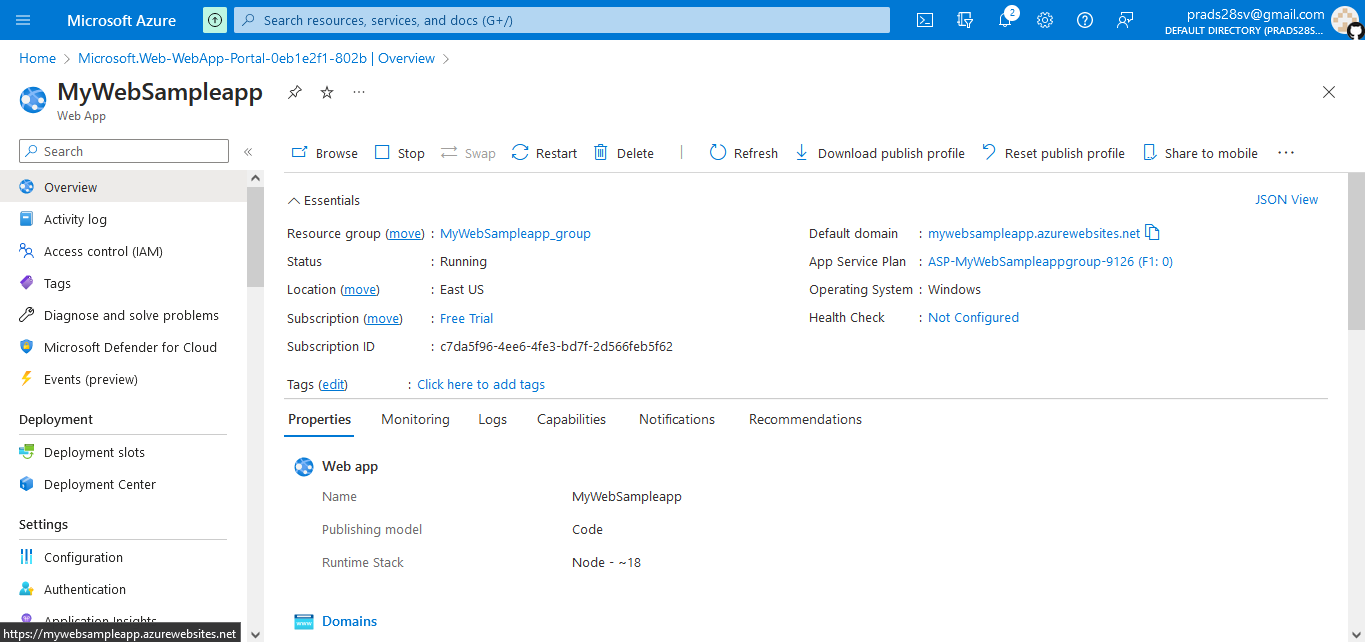 Microsoft Azure
Search resources, services, and docs (G+/)
2
prads28sv@gmail.com
DEFAULT DIRECTORY (PRADS28S...
Home > Microsoft.Web-WebApp-Portal-0eb1e2f1-802b | Overview >
MyWebSampleapp
Web App
Search
Overview
Activity log
Access control (IAM)
Tags
Diagnose and solve problems
Microsoft Defender for Cloud
Events (preview)
Deployment
Deployment slots
Deployment Center
Settings
Configuration
Authentication
Application Insights
https://mywebsampleapp.azurewebsites.net
Browse Stop Swap Restart Delete Refresh Download publish profile Reset publish profile Share to mobile
Essentials
JSON View
Resource group (move) : MyWebSampleapp_group
Status : Running
Location (move) : East US
Subscription (move) : Free Trial
Subscription ID : c7da5f96-4ee6-4fe3-bd7f-2d566feb5f62
Default domain : mywebsampleapp.azurewebsites.net
App Service Plan : ASP-MyWebSampleappgroup-9126 (F1: 0)
Operating System : Windows
Health Check : Not Configured
Tags (edit) : Click here to add tags
Properties Monitoring Logs Capabilities Notifications Recommendations
Web app
Name MyWebSampleapp
Publishing model Code
Runtime Stack Node - ~18
Domains